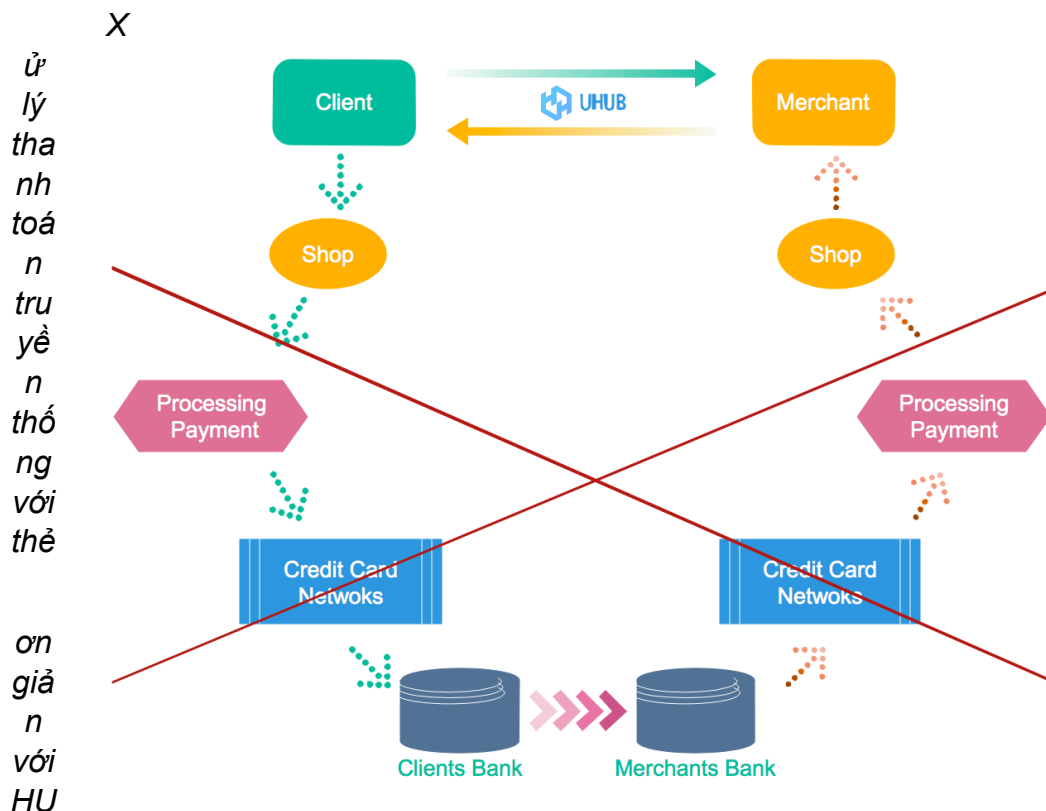 X
ử
lý
tha
nh
toá
n
tru
yề
n
thố
ng
với
thẻ
ơn
giả
n
với
HU
Client
UHUB
Merchant
Shop
Shop
Processing
Payment
Processing
Payment
Credit Card
Netwoks
Credit Card
Netwoks
Clients Bank
Merchants Bank